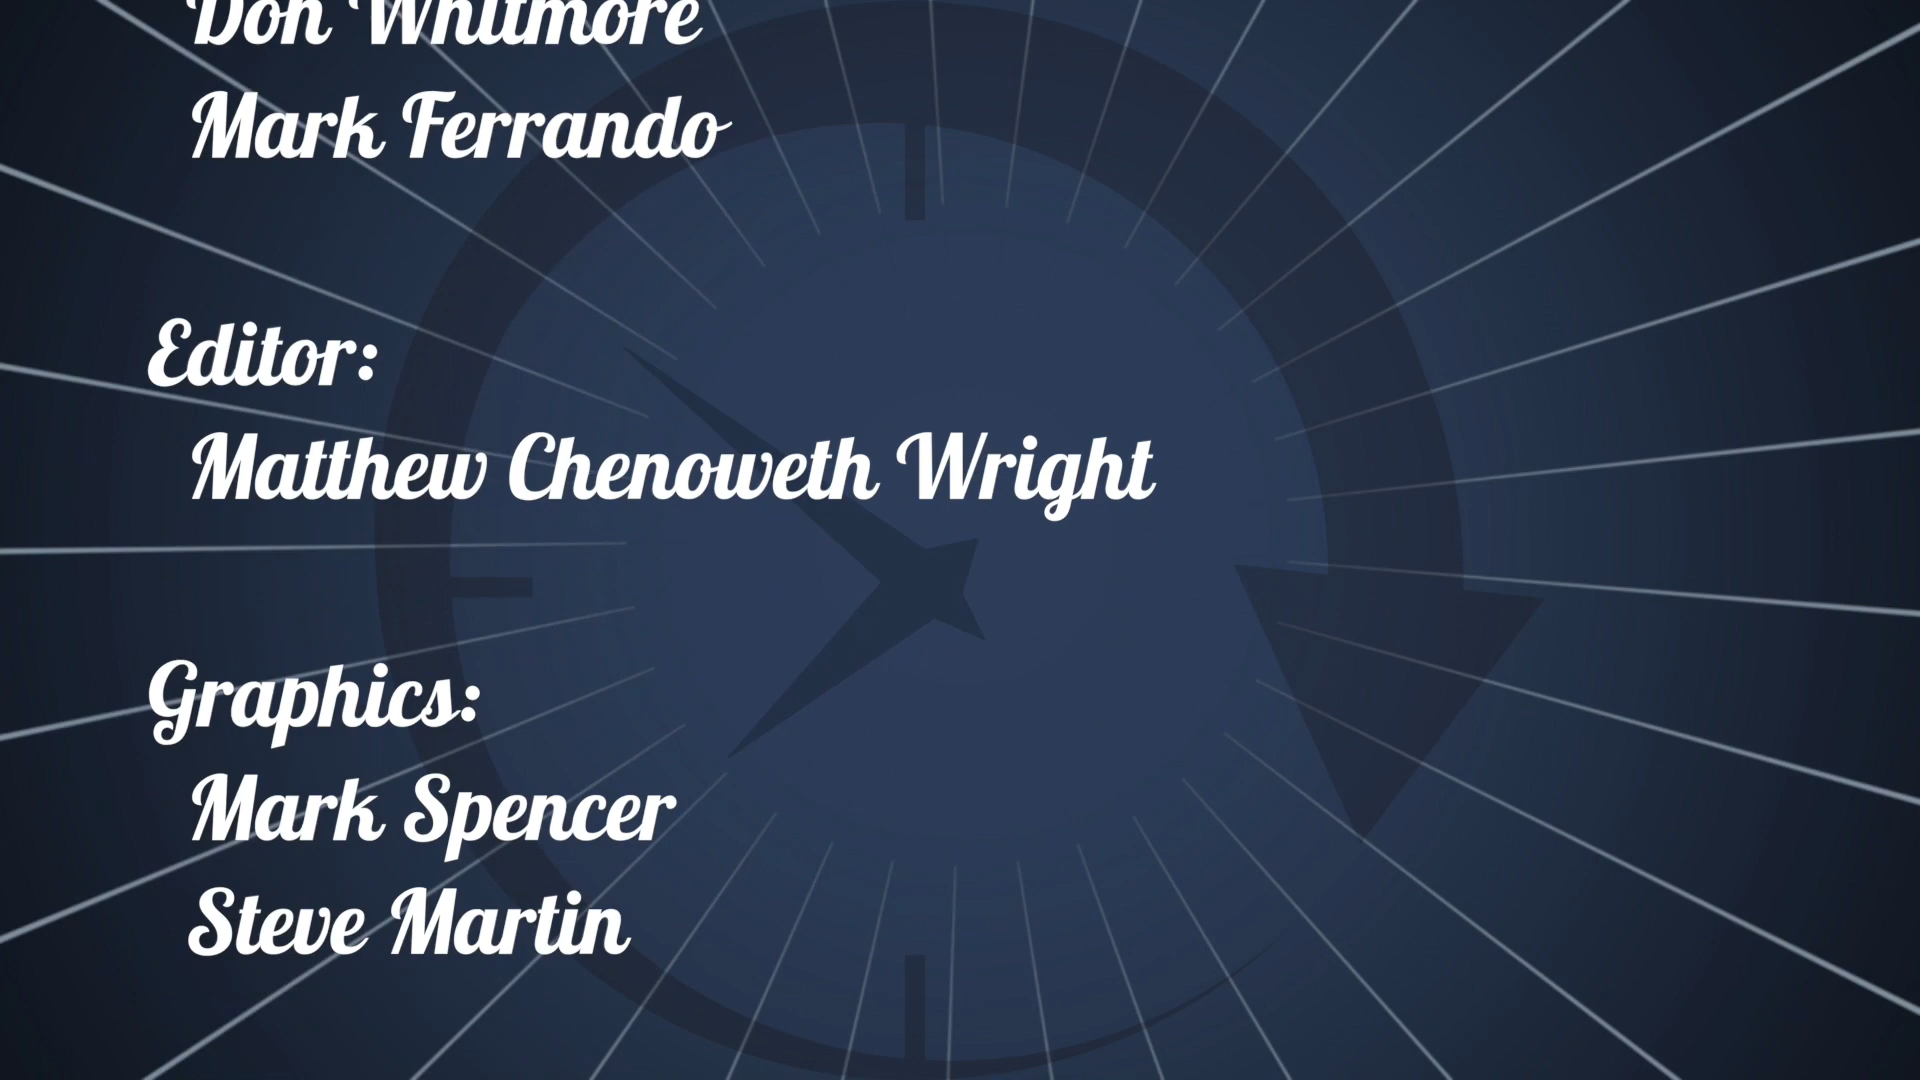 Don Whitmore
Mark Ferrando
Editor:
Matthew Chenoweth Wright
Graphics:
Mark Spencer
Steve Martin